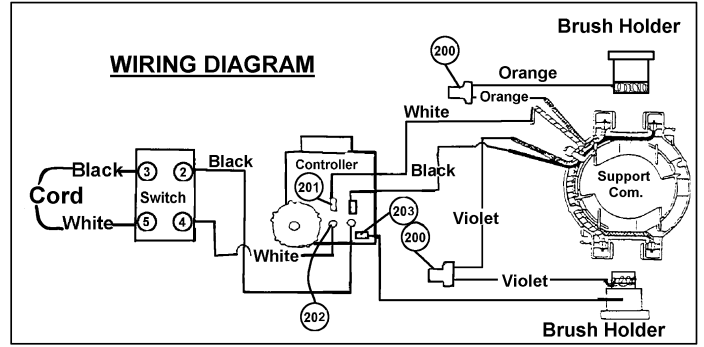 Brush Holder
200
WIRING DIAGRAM
Orange
Orange
White
Controller
Black
3
2
Black
Black
Support
Com.
Cord
Switch
201
203
White
5
4
Violet
200
White
Violet
202
Brush Holder